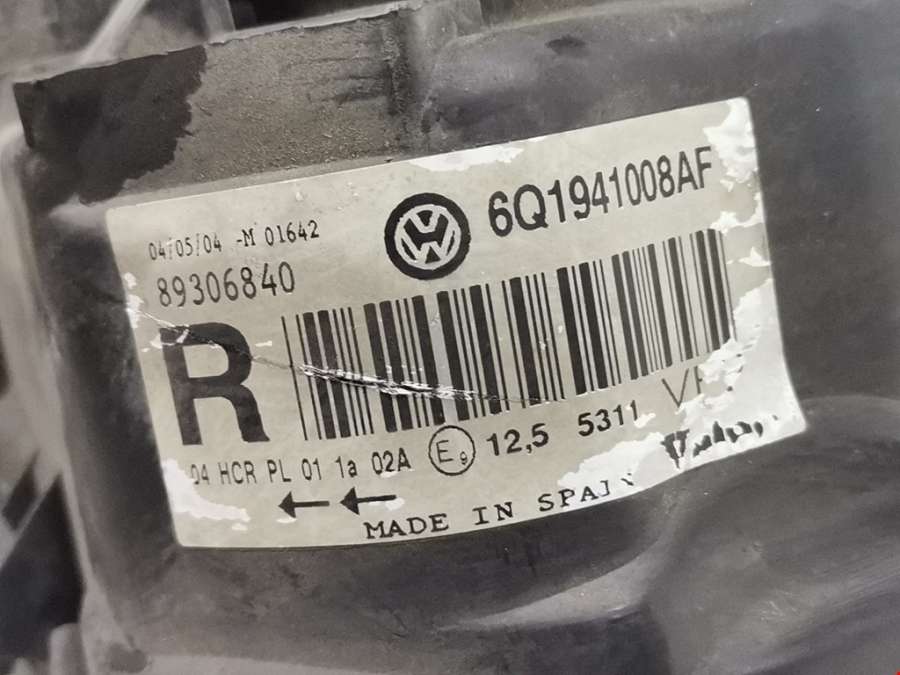 6Q1941008AF
04/05/04 -M 01642
89306840
R
04 HCR PL 01 1a 02A E9 12,5 5311
MADE IN SPAIN